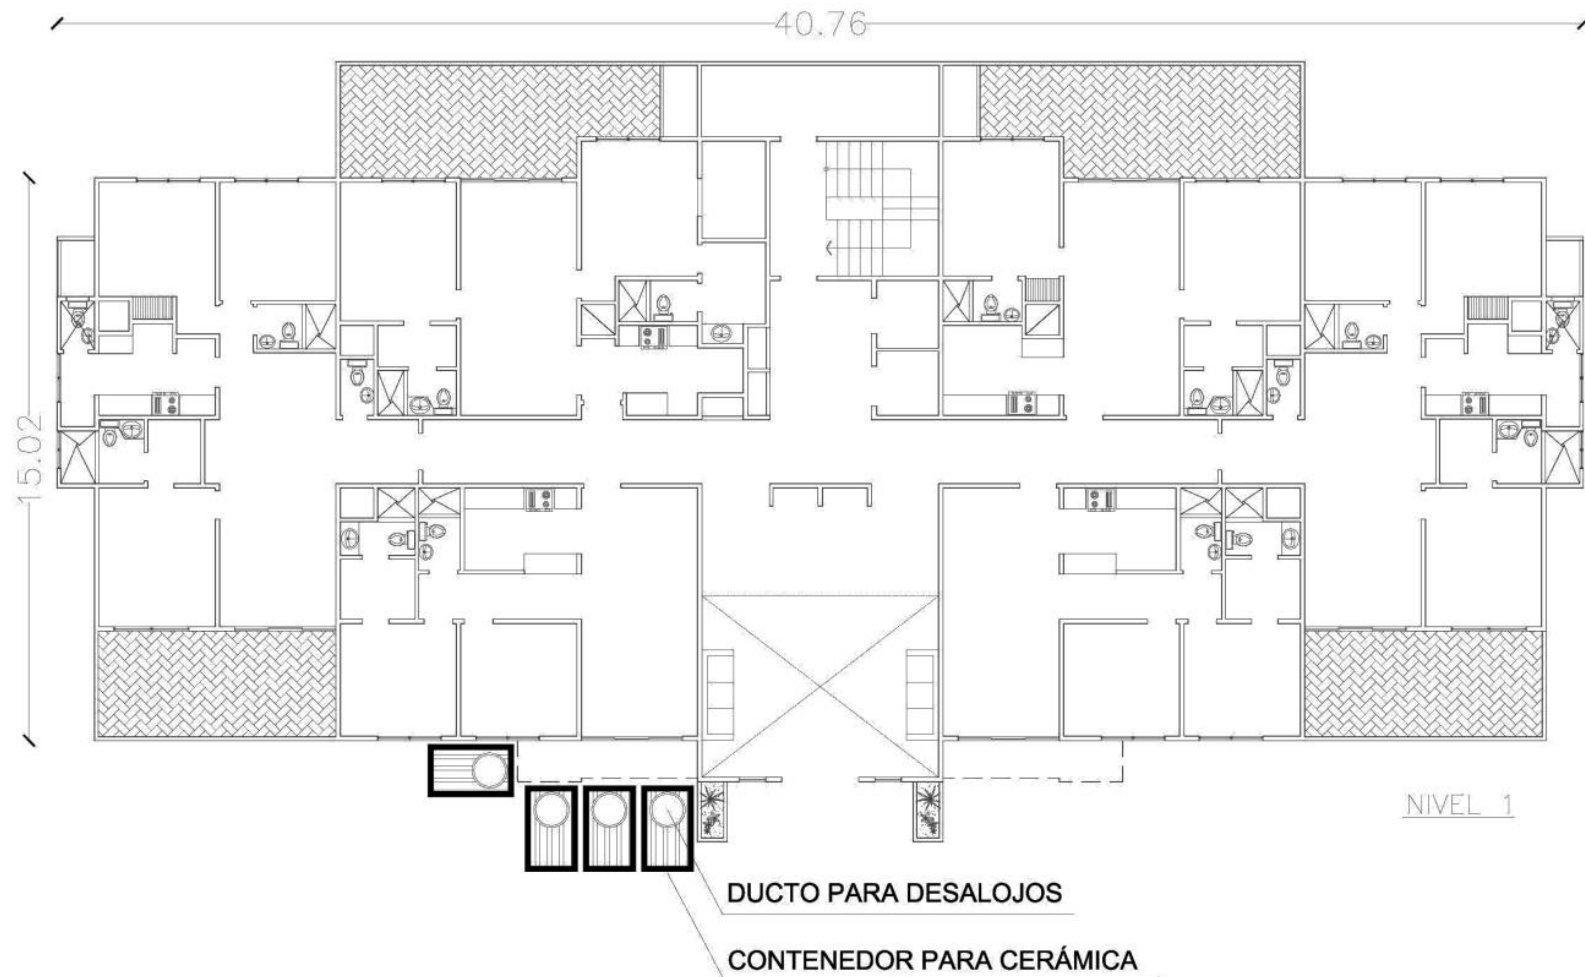 40.76
15.02
NIVEL 1
DUCTO PARA DESALOJOS
CONTENEDOR PARA CERÁMICA